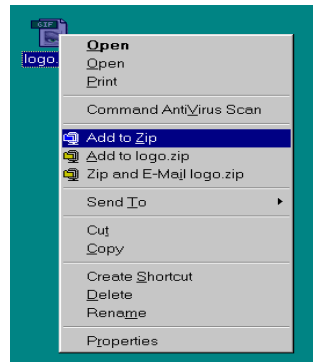 GIF
logo.
Open
Open
Print
Command AntiVirus Scan
Add to Zip
Add to logo.zip
Zip and E-Mail logo.zip
Send To
Cut
Copy
Create Shortcut
Delete
Rename
Properties